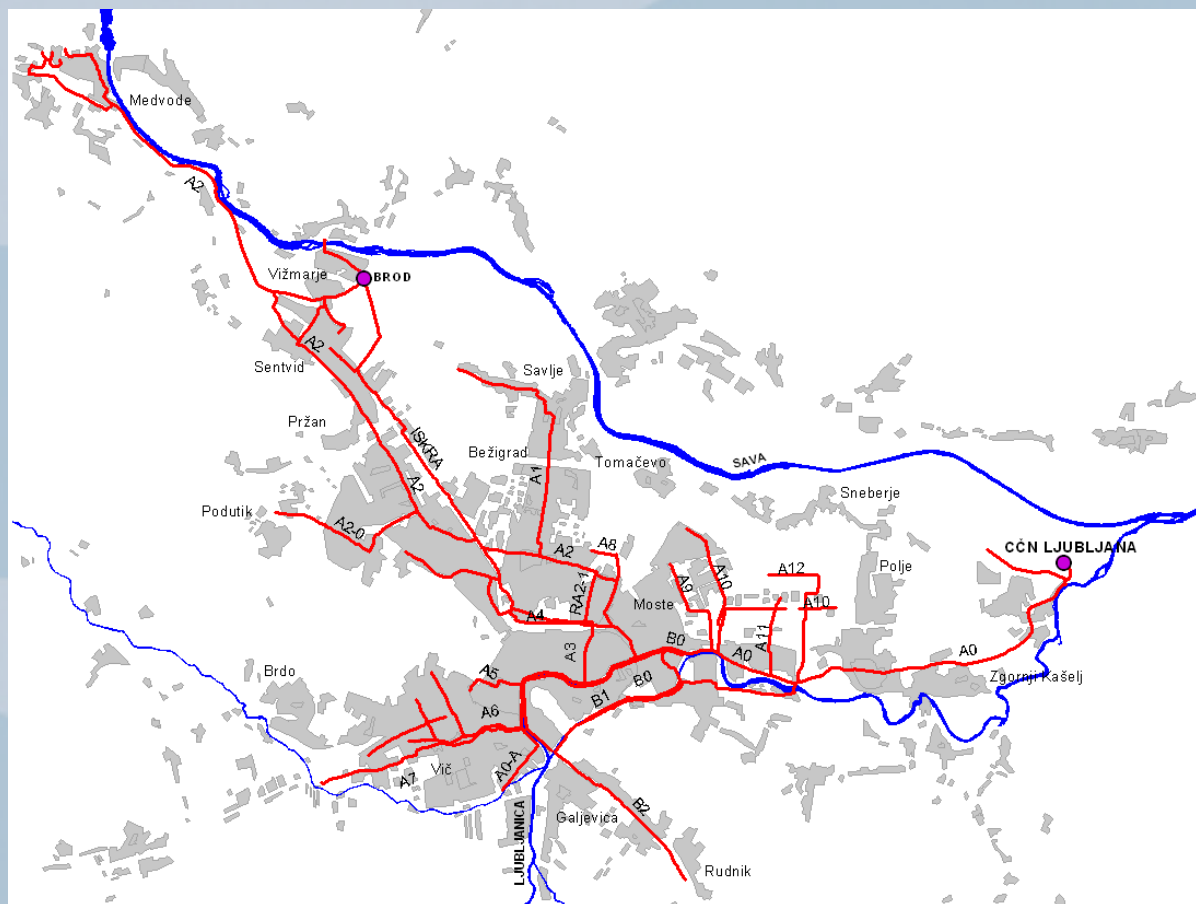 Medvode
A2
Vižmarje
BROD
A2
Sentvid
Savlje
Pržan
ISKRA
Bežigrad
Tomačevo
SAVA
A1
A2
Sneberje
Podutik
A2-0
A8
A2
CČN LJUBLJANA
A12
Polje
A9
A10
RA2-1
Moste
A10
A4
A11
B0
A0
A3
A0
Brdo
A5
B0
Zgornji Kašelj
B1
A6
Vič
A0-A
A7
B2
Galjevica
LJUBLJANICA
Rudnik